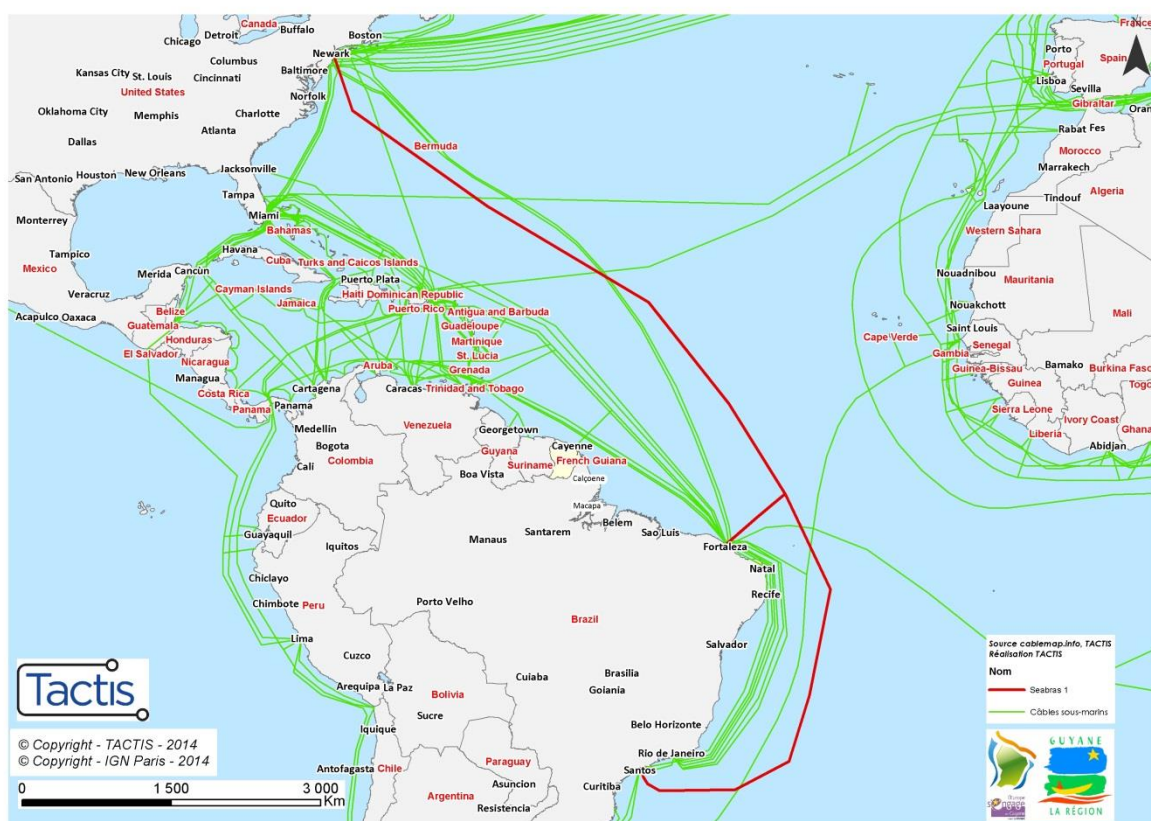 Canada
Buffalo
Boston
Detroit
Chicago
Newark
Columbus
Kansas City
St. Louis
Cincinnati
Baltimore
United States
Norfolk
Oklahoma City
Memphis
Charlotte
Atlanta
Dallas
Bermuda
Jacksonville
San Antonio
Houston
New Orleans
Tampa
Monterrey
Miami
Bahamas
Tampico
Havana
Mexico
Merida
Cancun
Cuba
Turks and Caicos Islands
Puerto Plata
Veracruz
Cayman Islands
Haiti
Dominican Republic
Acapulco
Oaxaca
Belize
Jamaica
Puerto Rico
Antigua and Barbuda
Guatemala
Guadeloupe
Honduras
Martinique
El Salvador
Nicaragua
St. Lucia
Aruba
Grenada
Managua
Costa Rica
Cartagena
Caracas
Trinidad and Tobago
Panama
Panama
Medellin
Venezuela
Georgetown
Bogota
Guyana
Cayenne
Cali
Colombia
Boa Vista
Suriname
French Guiana
Calçoene
Quito
Macapa
Ecuador
Belem
Guayaquil
Santarem
Sao Luis
Iquitos
Manaus
Fortaleza
Chiclayo
Natal
Chimbote
Peru
Porto Velho
Recife
Brazil
Lima
Salvador
Cuzco
Cuiaba
Brasilia
Arequipa
La Paz
Bolivia
Goiania
Sucre
Iquique
Belo Horizonte
Rio de Janeiro
Antofagasta
Chile
Paraguay
Santos
Asuncion
Curitiba
Argentina
Resistencia
France
Porto
Portugal
Spain
Lisboa
Sevilla
Gibraltar
Oran
Rabat
Fes
Morocco
Marrakech
Algeria
Laayoune
Tindouf
Western Sahara
Nouadnibou
Mauritania
Nouakchott
Mali
Cape Verde
Saint Louis
Senegal
Gambia
Bamako
Burkina Faso
Guinea-Bissau
Guinea
Togo
Sierra Leone
Ivory Coast
Ghana
Liberia
Abidjan
Tactis
© Copyright - TACTIS - 2014
© Copyright - IGN Paris - 2014
0 1 500 3 000
Km
Source cablemap.info, TACTIS
Réalisation TACTIS
Nom
Seabras 1
Câbles sous-marins
GUYANE
LA RÉGION